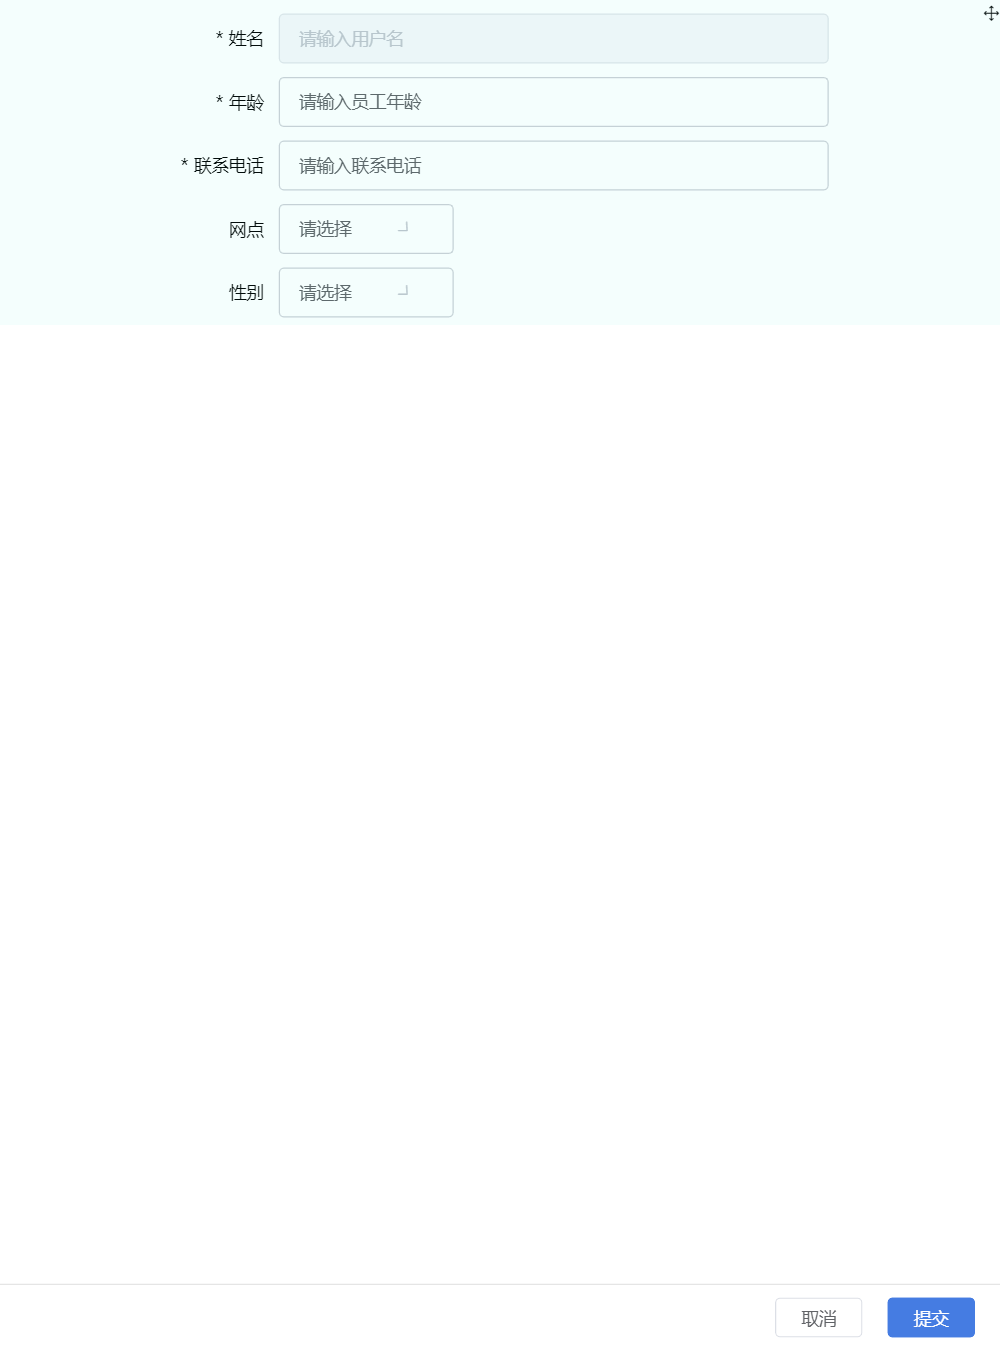 * 姓名 请输入用户名
* 年龄 请输入员工年龄
* 联系电话 请输入联系电话
网点 请选择
性别 请选择
取消 提交